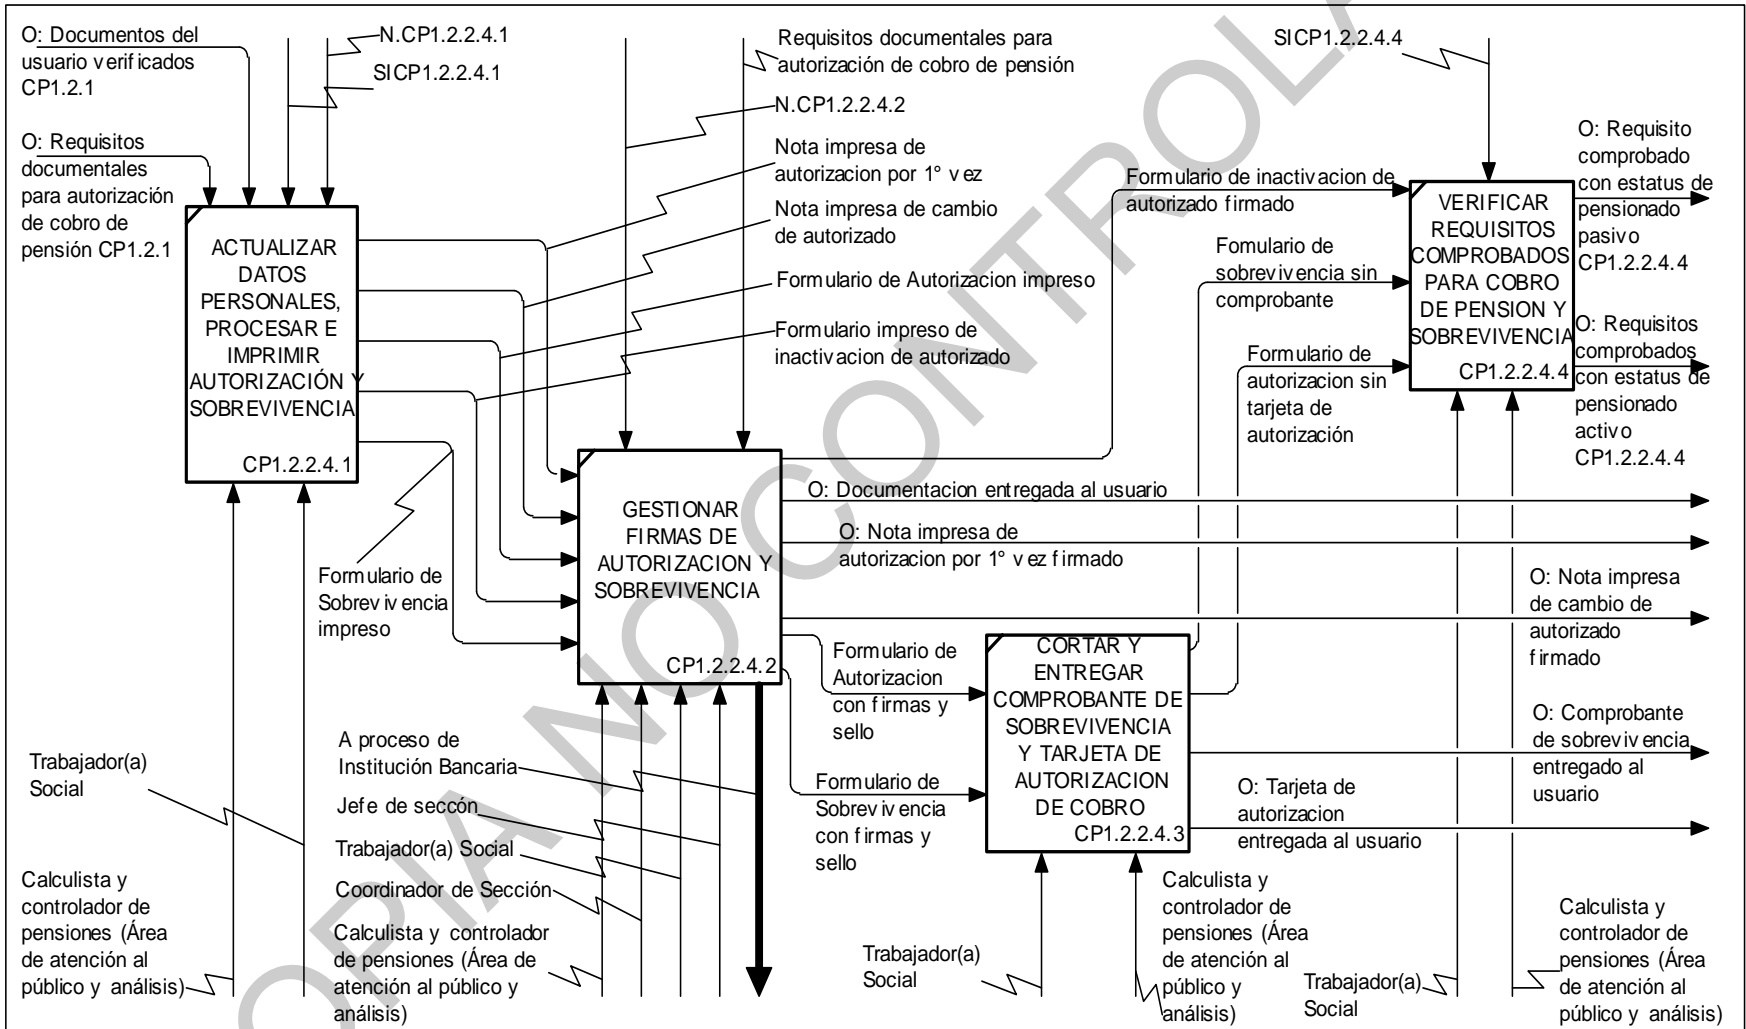 O: Documentos del
usuario verificados
CP1.2.1
N.CP1.2.2.4.1
SICP1.2.2.4.1
O: Requisitos
documentales
para autorización
de cobro de
pensión CP1.2.1
ACTUALIZAR
DATOS
PERSONALES,
PROCESAR E
IMPRIMIR
AUTORIZACIÓN Y
SOBREVIVENCIA
CP1.2.2.4.1
Requisitos documentales para
autorización de cobro de pensión
N.CP1.2.2.4.2
Nota impresa de
autorizacion por 1° vez
Nota impresa de cambio
de autorizado
Formulario de Autorizacion impreso
Formulario impreso de
inactivacion de autorizado
Formulario de
Sobrevivencia
impreso
GESTIONAR
FIRMAS DE
AUTORIZACION Y
SOBREVIVENCIA
CP1.2.2.4.2
SICP1.2.2.4.4
Formulario de inactivacion de
autorizado firmado
Fomulario de
sobrevivencia sin
comprobante
Formulario de
autorizacion sin
tarjeta de
autorización
VERIFICAR
REQUISITOS
COMPROBADOS
PARA COBRO
DE PENSION Y
SOBREVIVENCIA
CP1.2.2.4.4
O: Requisito
comprobado
con estatus de
pensionado
pasivo
CP1.2.2.4.4
O: Requisitos
comprobados
con estatus de
pensionado
activo
CP1.2.2.4.4
O: Documentacion entregada al usuario
O: Nota impresa de
autorizacion por 1° vez firmado
O: Nota impresa
de cambio de
autorizado
firmado
Formulario de
Autorizacion
con firmas y
sello
Formulario de
Sobrevivencia
con firmas y
sello
CORTAR Y
ENTREGAR
COMPROBANTE DE
SOBREVIVENCIA
Y TARJETA DE
AUTORIZACION
DE COBRO
CP1.2.2.4.3
O: Comprobante
de sobrevivencia
entregado al
usuario
O: Tarjeta de
autorizacion
entregada al usuario
Trabajador(a)
Social
Calculista y
controlador de
pensiones (Área
de atención al
público y análisis)
A proceso de
Institución Bancaria
Jefe de seccón
Trabajador(a) Social
Coordinador de Sección
Calculista y controlador
de pensiones (Área de
atención al público y
análisis)
Trabajador(a)
Social
Calculista y
controlador de
pensiones (Área
de atención al
público y
análisis)
Trabajador(a)
Social
Calculista y
controlador de
pensiones (Área
de atención al
público y análisis)
OPIA NO CONTROLA